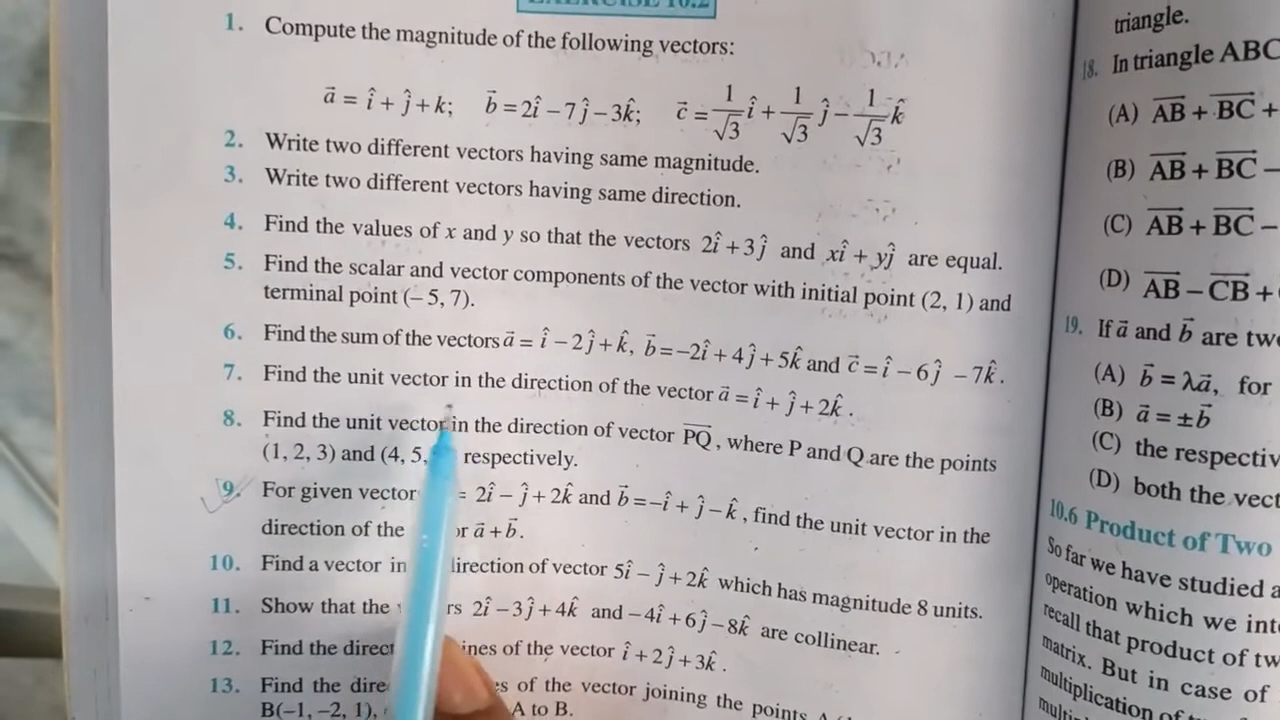 EXERCISE 10.2
1. Compute the magnitude of the following vectors:
a⃗ = î + ĵ + k; b⃗ = 2î − 7ĵ − 3k̂; c⃗ = 1/√3 î + 1/√3 ĵ − 1/√3 k̂
2. Write two different vectors having same magnitude.
3. Write two different vectors having same direction.
4. Find the values of x and y so that the vectors 2î + 3ĵ and xî + yĵ are equal.
5. Find the scalar and vector components of the vector with initial point (2, 1) and
terminal point (– 5, 7).
6. Find the sum of the vectors a⃗ = î − 2ĵ + k̂, b⃗ = −2î + 4ĵ + 5k̂ and c⃗ = î − 6ĵ − 7k̂.
7. Find the unit vector in the direction of the vector a⃗ = î + ĵ + 2k̂.
8. Find the unit vector in the direction of vector PQ⃗, where P and Q are the points
(1, 2, 3) and (4, 5, respectively.
9. For given vector = 2î − ĵ + 2k̂ and b⃗ = −î + ĵ − k̂, find the unit vector in the
direction of the a⃗ + b⃗.
10. Find a vector in direction of vector 5î − ĵ + 2k̂ which has magnitude 8 units.
11. Show that the 2î − 3ĵ + 4k̂ and − 4î + 6ĵ − 8k̂ are collinear.
12. Find the of the vector î + 2ĵ + 3k̂.
13. Find the of the vector joining the points
B(–1, –2, 1), A to B.
triangle.
18. In triangle ABC
(A) AB⃗ + BC⃗ +
(B) AB⃗ + BC⃗ −
(C) AB⃗ + BC⃗ −
(D) AB⃗ − CB⃗ +
19. If a⃗ and b⃗ are
(A) b⃗ = λa⃗, for
(B) a⃗ = ±b⃗
(C) the
(D) both the
10.6 Product of Two
So far we have studied
operation which we
recall that product of
matrix. But in case of